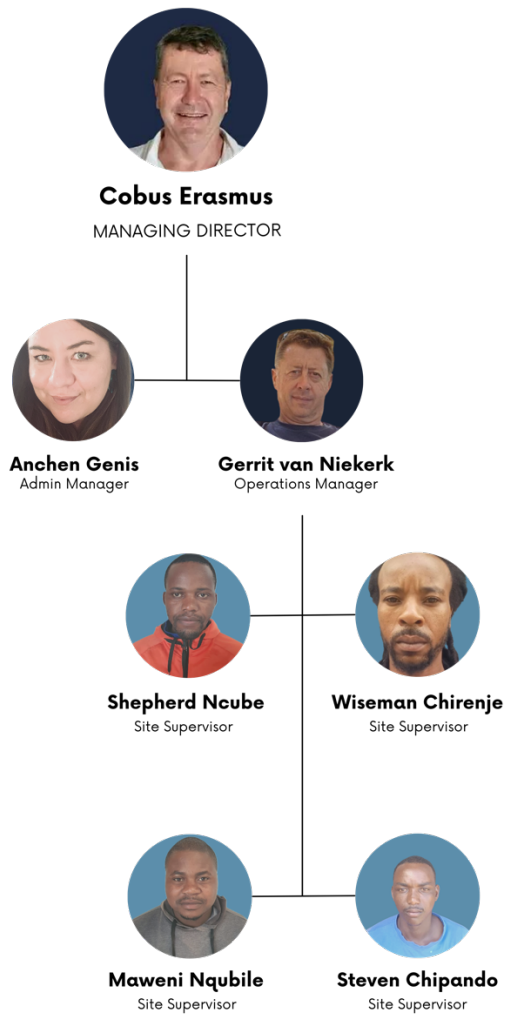 Cobus Erasmus
MANAGING DIRECTOR
Anchen Genis
Admin Manager
Gerrit van Niekerk
Operations Manager
Shepherd Ncube
Site Supervisor
Wiseman Chirenje
Site Supervisor
Maweni Nqubile
Site Supervisor
Steven Chipando
Site Supervisor